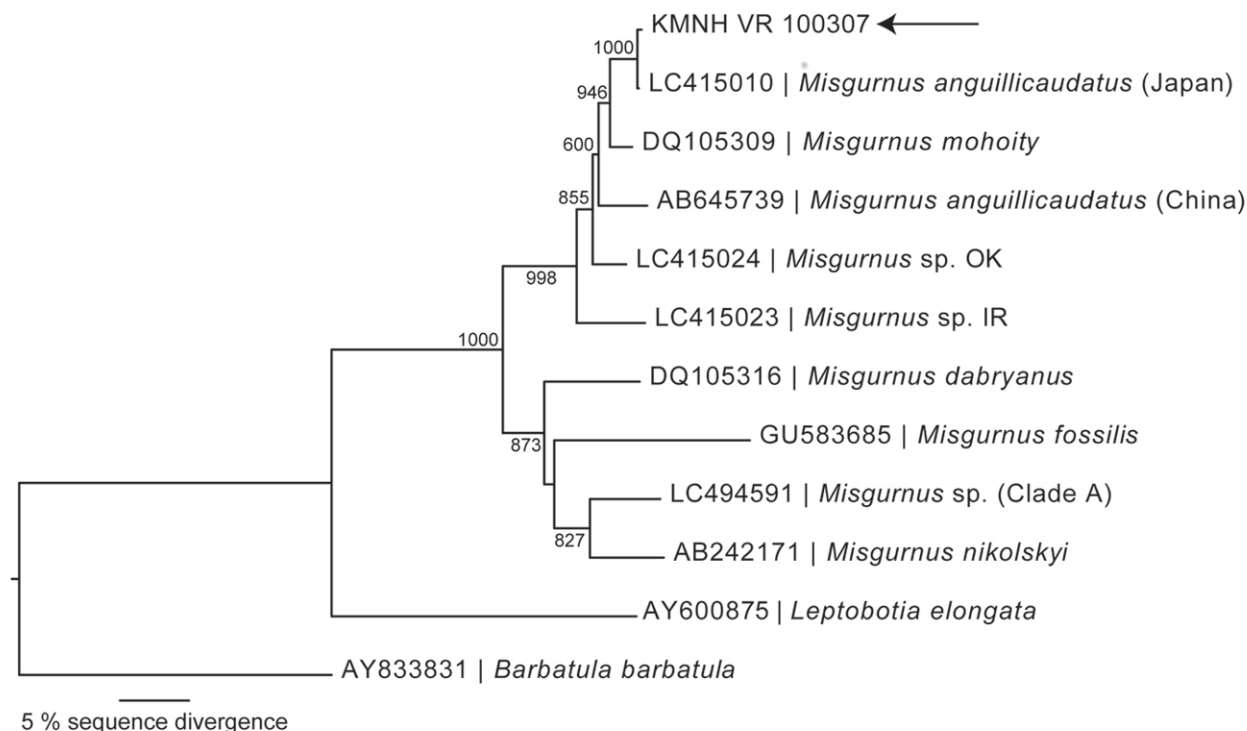 KMNH VR 100307
1000
LC415010 | Misgurnus anguillicaudatus (Japan)
946
DQ105309 | Misgurnus mohoity
600
855
AB645739 | Misgurnus anguillicaudatus (China)
LC415024 | Misgurnus sp. OK
998
LC415023 | Misgurnus sp. IR
1000
DQ105316 | Misgurnus dabryanus
873
GU583685 | Misgurnus fossilis
LC494591 | Misgurnus sp. (Clade A)
827
AB242171 | Misgurnus nikolskyi
AY600875 | Leptobotia elongata
AY833831 | Barbatula barbatula
5 % sequence divergence